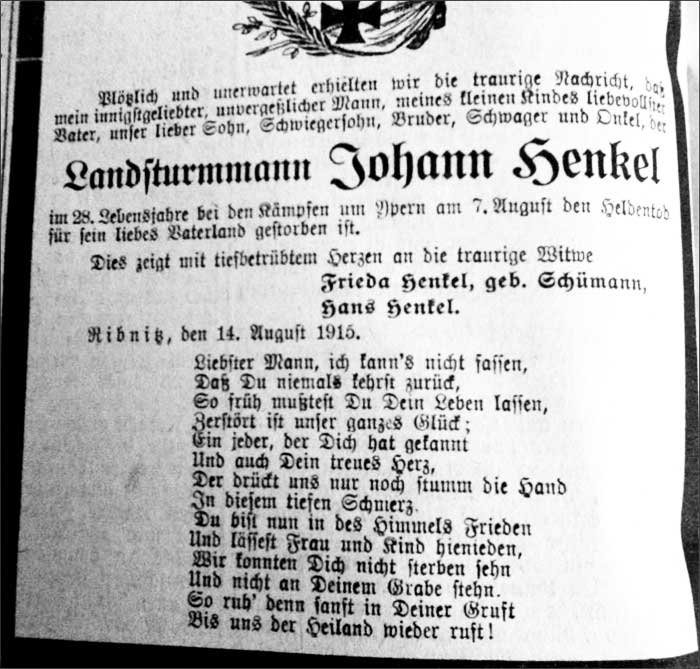 Plötzlich und unerwartet erhielten wir die traurige Nachricht, daß
mein innigstgeliebter, unvergeßlicher Mann, meines kleinen Kindes liebevollster
Vater, unser lieber Sohn, Schwiegersohn, Bruder, Schwager und Onkel, der
Landsturmmann Johann Henkel
im 28. Lebensjahre bei den Kämpfen um Ypern am 7. August den Heldentod
für sein liebes Vaterland gestorben ist.
Dies zeigt mit tiefbetrübtem Herzen an die traurige Witwe
Frieda Henkel, geb. Schümann,
Hans Henkel.
Ribnitz, den 14. August 1915.
Liebster Mann, ich kann's nicht fassen,
Daß Du niemals kehrst zurück,
So früh mußtest Du Dein Leben lassen,
Zerstört ist unser ganzes Glück;
Ein jeder, der Dich hat gekannt
Und auch Dein treues Herz,
Der drückt uns nur noch stumm die Hand
In diesem tiefen Schmerz.
Du bist nun in des Himmels Frieden
Und lässest Frau und Kind hienieden,
Wir konnten Dich nicht sterben sehn
Und nicht an Deinem Grabe stehn.
So ruh' denn sanft in Deiner Gruft
Bis uns der Heiland wieder ruft!